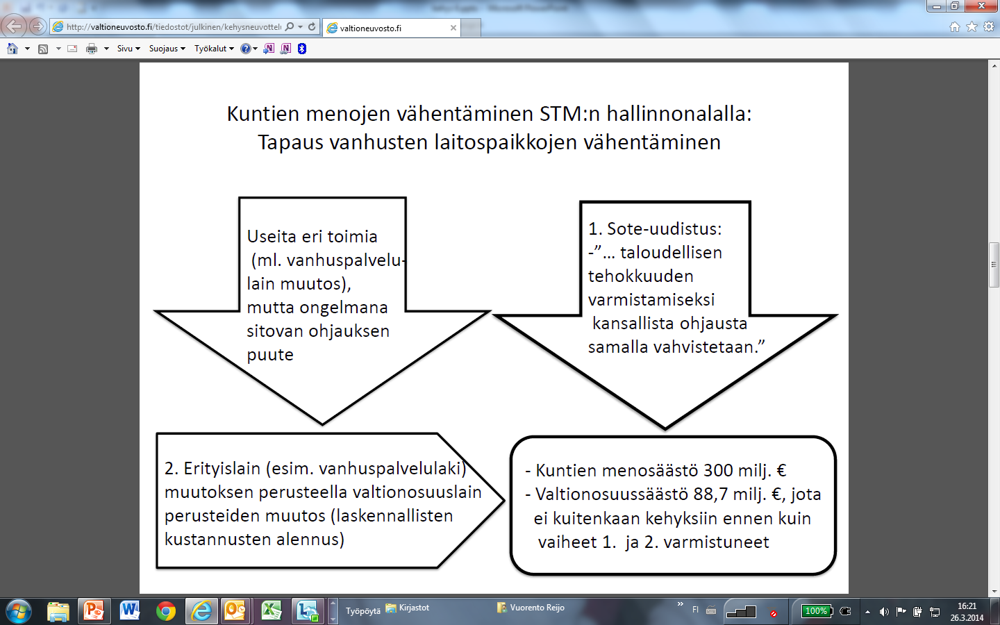 http://valtioneuvosto.fi/tiedostot/julkinen/kehysneuvottelu
valtioneuvosto.fi
Sivu
Suojaus
Työkalut
Kuntien menojen vähentäminen STM:n hallinnonalalla:
Tapaus vanhusten laitospaikkojen vähentäminen
Useita eri toimia
(ml. vanhuspalvelu-
lain muutos),
mutta ongelmana
sitovan ohjauksen
puute
1. Sote-uudistus:
-”... taloudellisen
tehokkuuden
varmistamiseksi
kansallista ohjausta
samalla vahvistetaan.”
2. Erityislain (esim. vanhuspalvelulaki)
muutoksen perusteella valtionosuuslain
perusteiden muutos (laskennallisten
kustannusten alennus)
- Kuntien menosäästö 300 milj. €
- Valtionosuussäästö 88,7 milj. €, jota
ei kuitenkaan kehyksiin ennen kuin
vaiheet 1.  ja 2. varmistuneet
Työpöytä
Kirjastot
Vuorento Reijo
FI
100%
16:21
26.3.2014